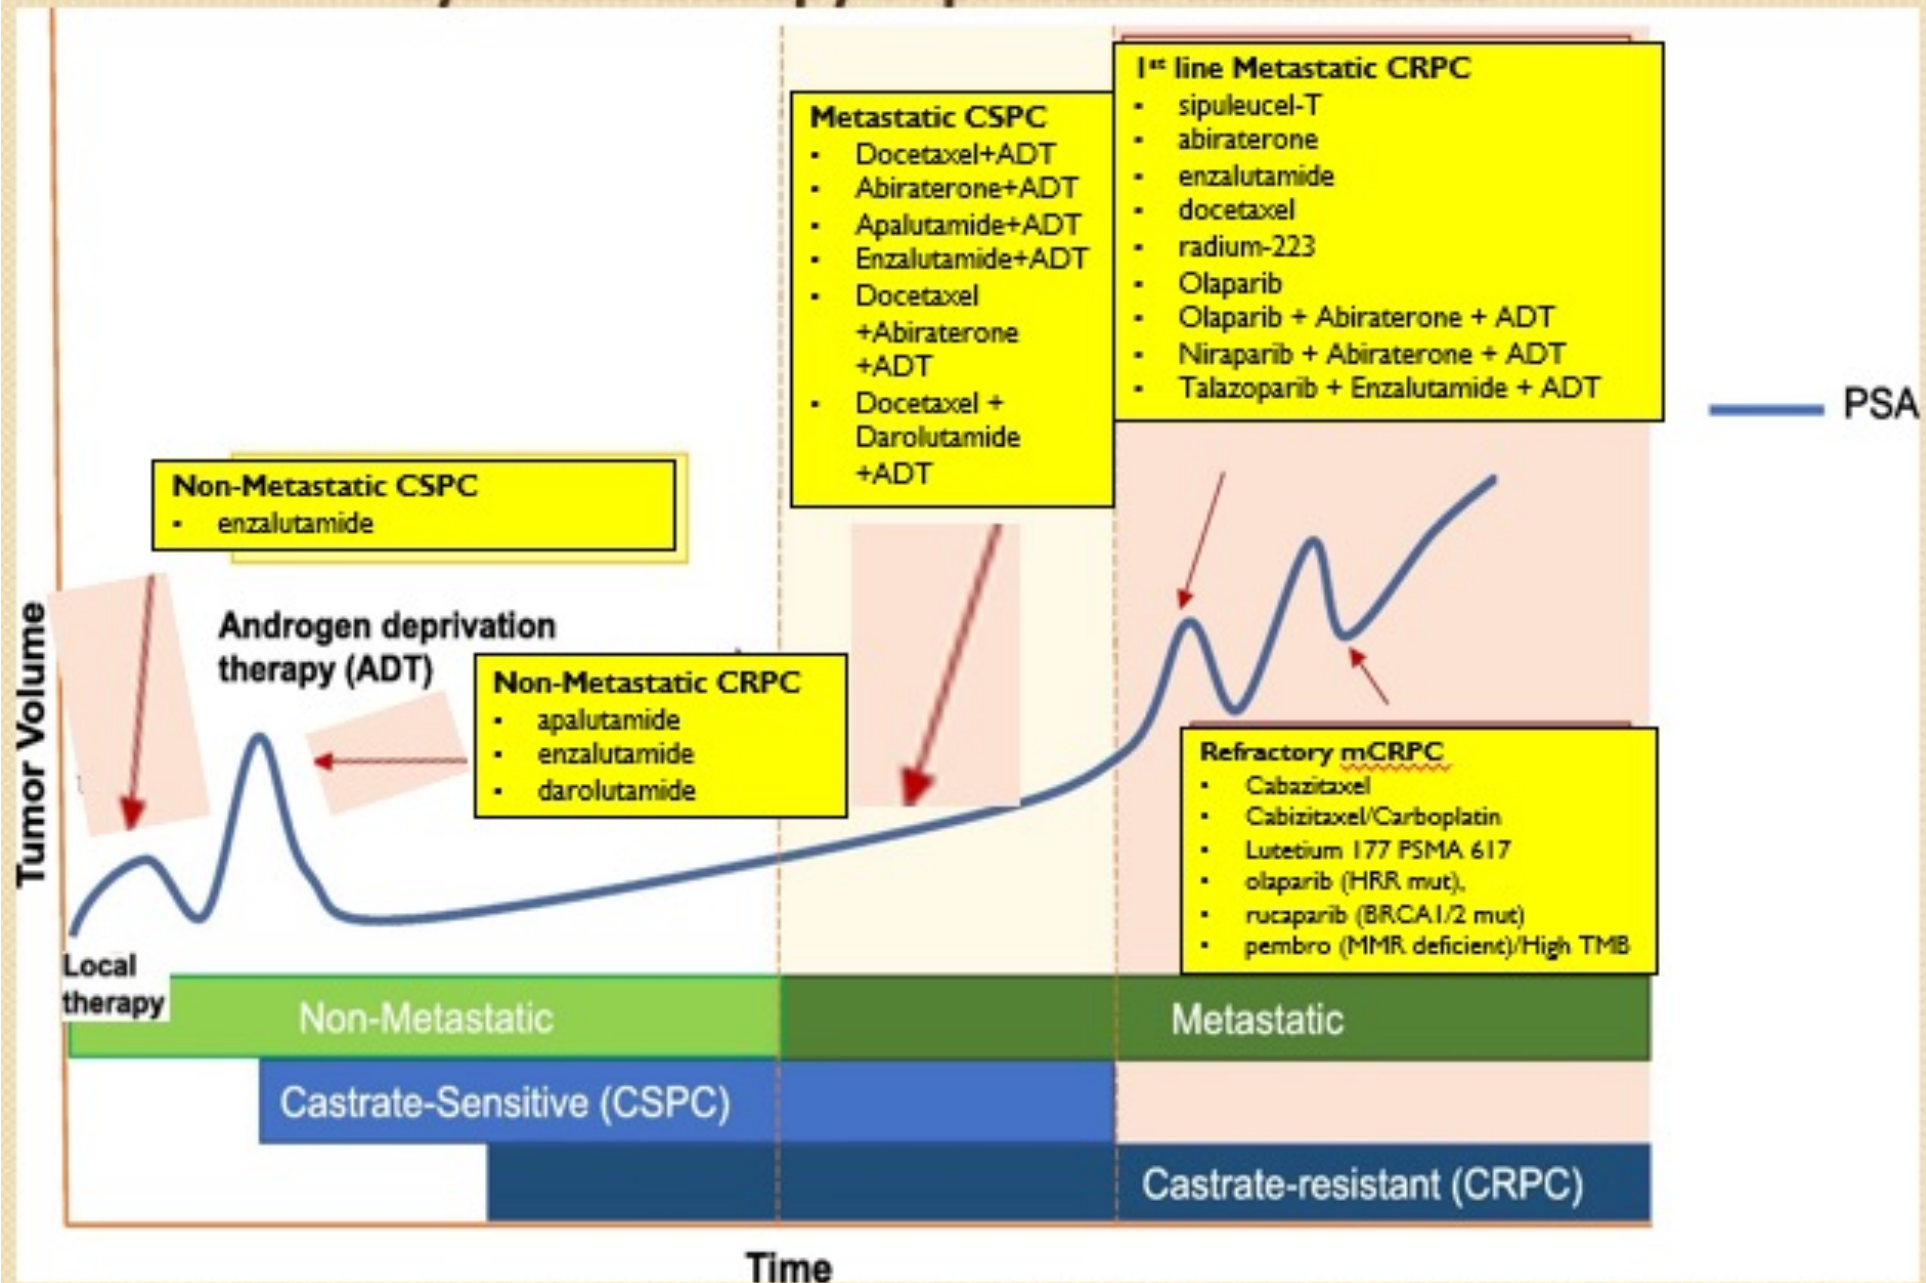 1st line Metastatic CRPC
▪ sipuleucel-T
▪ abiraterone
▪ enzalutamide
▪ docetaxel
▪ radium-223
▪ Olaparib
▪ Olaparib + Abiraterone + ADT
▪ Niraparib + Abiraterone + ADT
▪ Talazoparib + Enzalutamide + ADT
Metastatic CSPC
▪ Docetaxel+ADT
▪ Abiraterone+ADT
▪ Apalutamide+ADT
▪ Enzalutamide+ADT
▪ Docetaxel
+Abiraterone
+ADT
▪ Docetaxel +
Darolutamide
+ADT
PSA
Non-Metastatic CSPC
▪ enzalutamide
Androgen deprivation
therapy (ADT)
Non-Metastatic CRPC
▪ apalutamide
▪ enzalutamide
▪ darolutamide
Tumor Volume
Refractory mCRPC
▪ Cabazitaxel
▪ Cabizitaxel/Carboplatin
▪ Lutetium 177 PSMA 617
▪ olaparib (HRR mut),
▪ rucaparib (BRCA1/2 mut)
▪ pembro (MMR deficient)/High TMB
Local
therapy
Non-Metastatic
Metastatic
Castrate-Sensitive (CSPC)
Castrate-resistant (CRPC)
Time